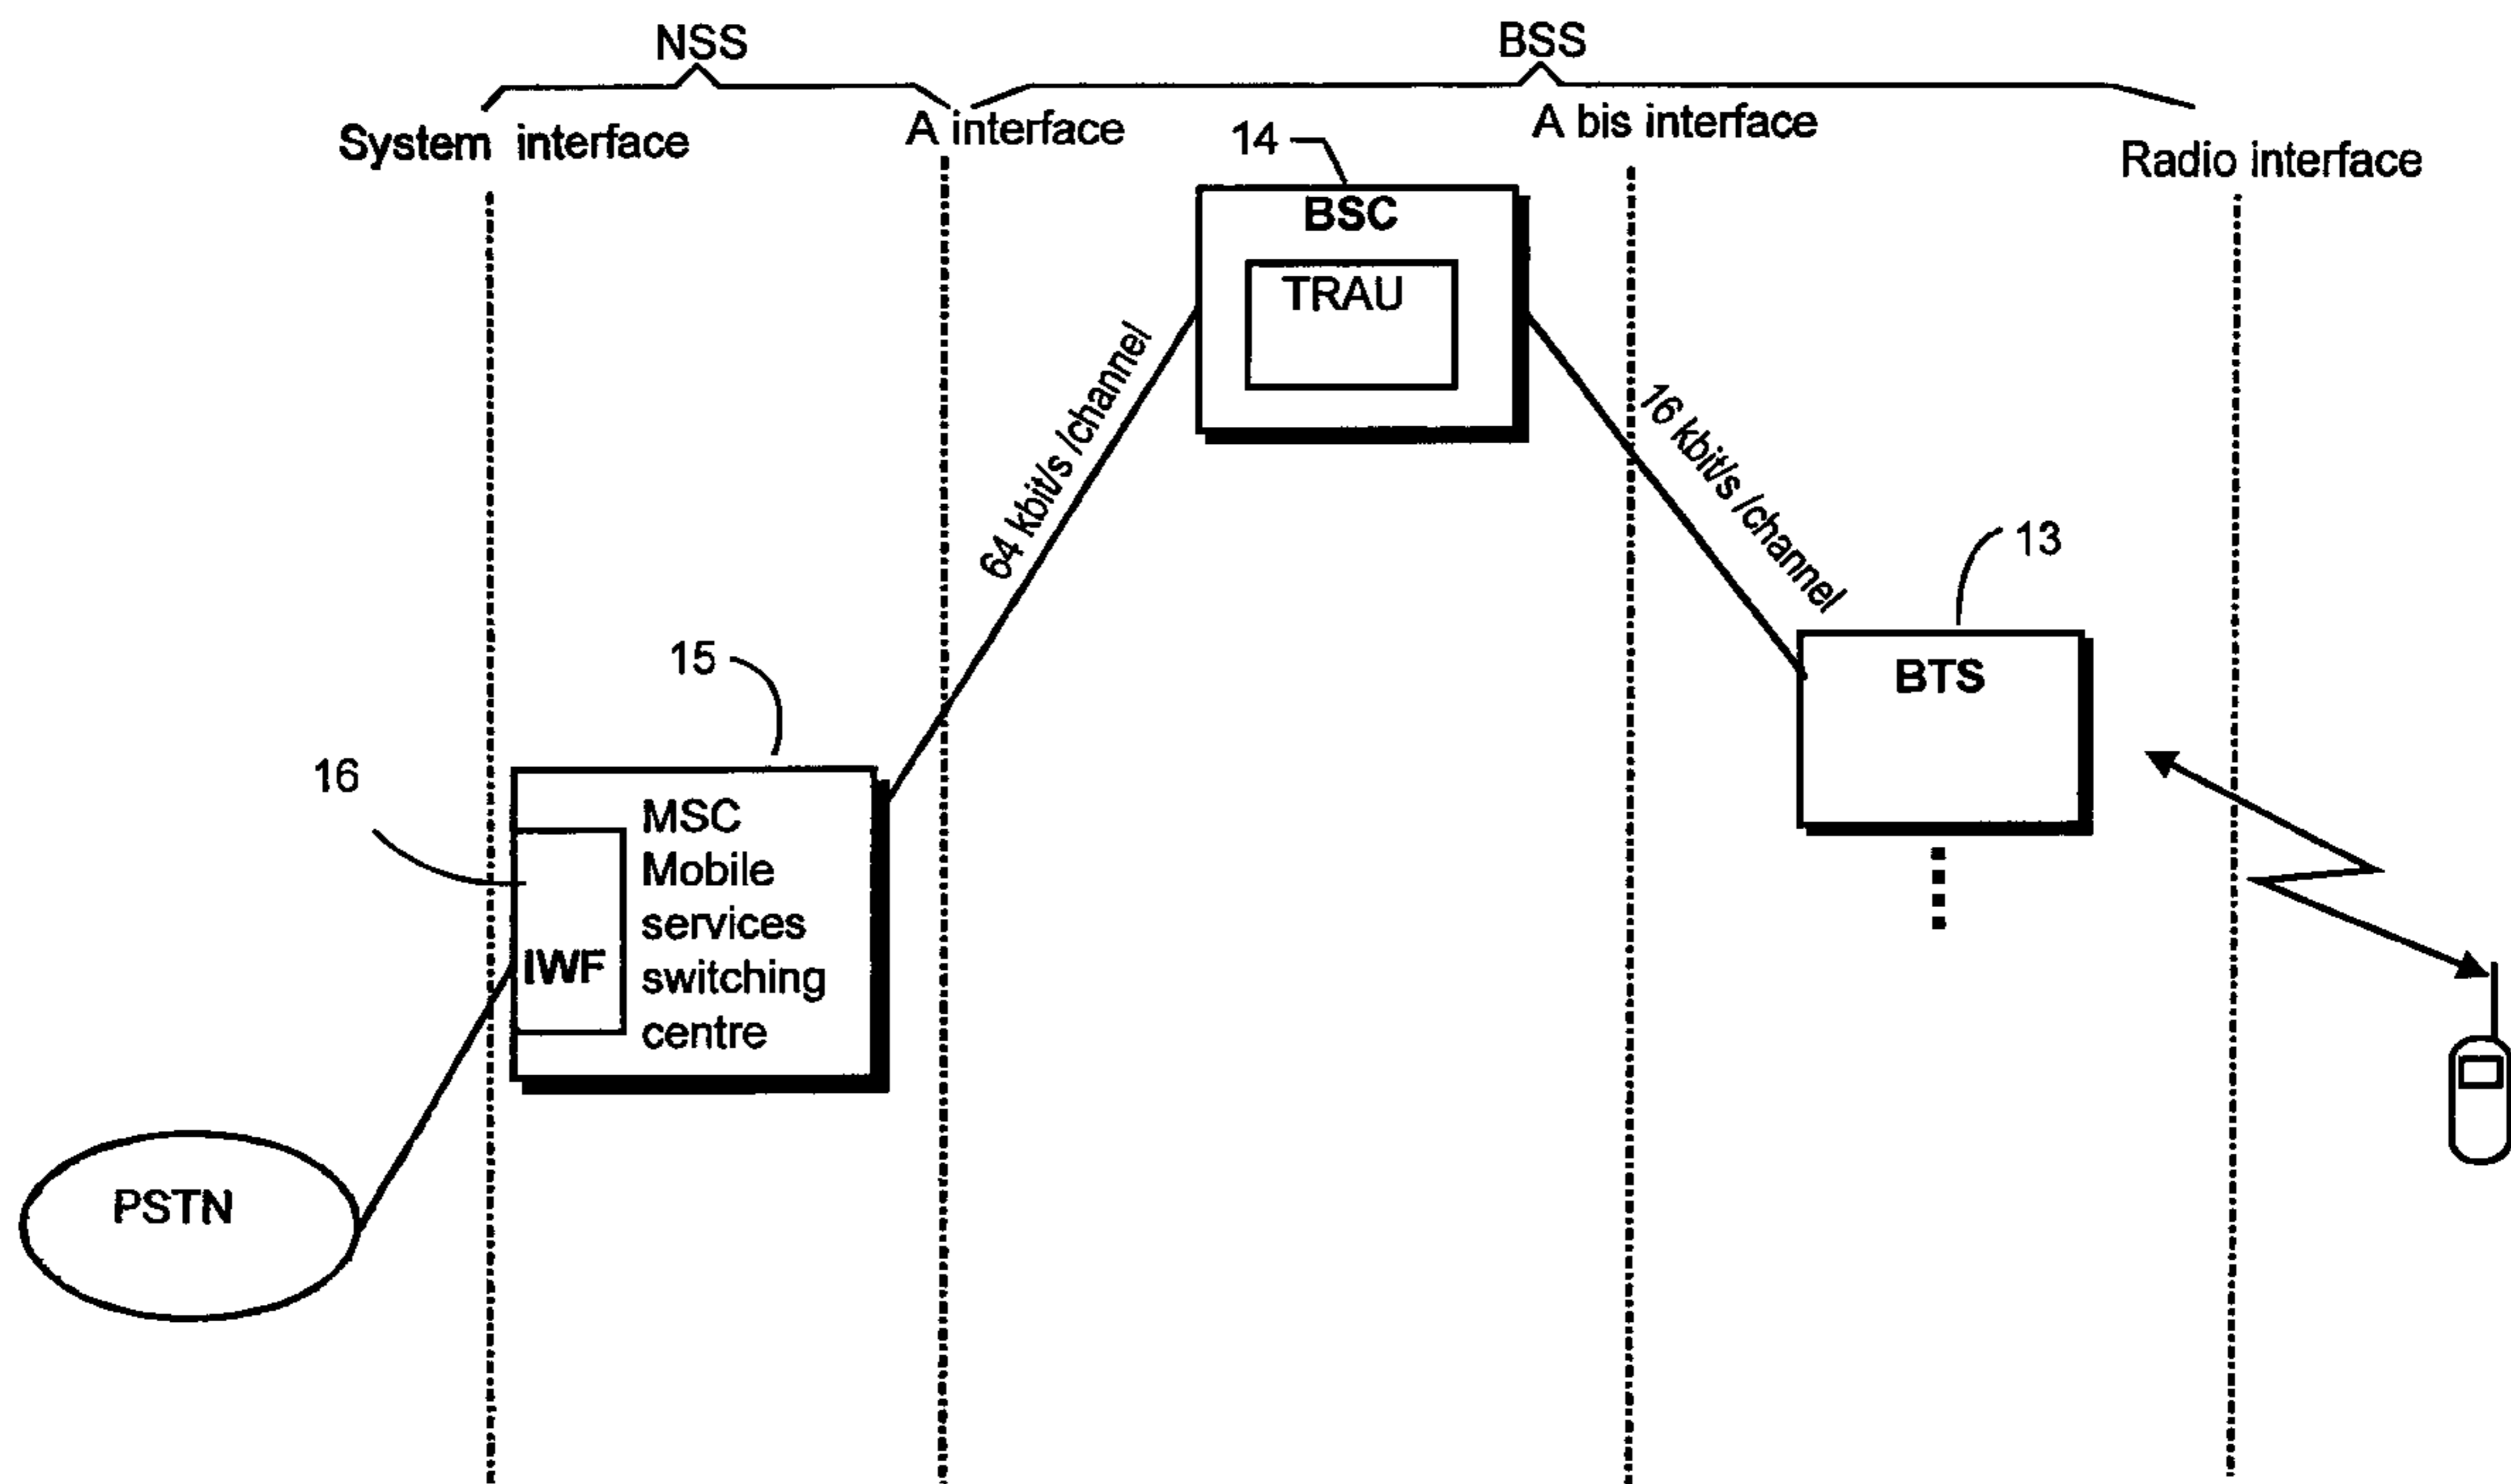 NSS
BSS
System interface
A interface
14
A bis interface
Radio interface
BSC
TRAU
64 kbit/s /channel
16 kbit/s /channel
13
BTS
15
16
MSC
Mobile
services
switching
centre
IWF
PSTN